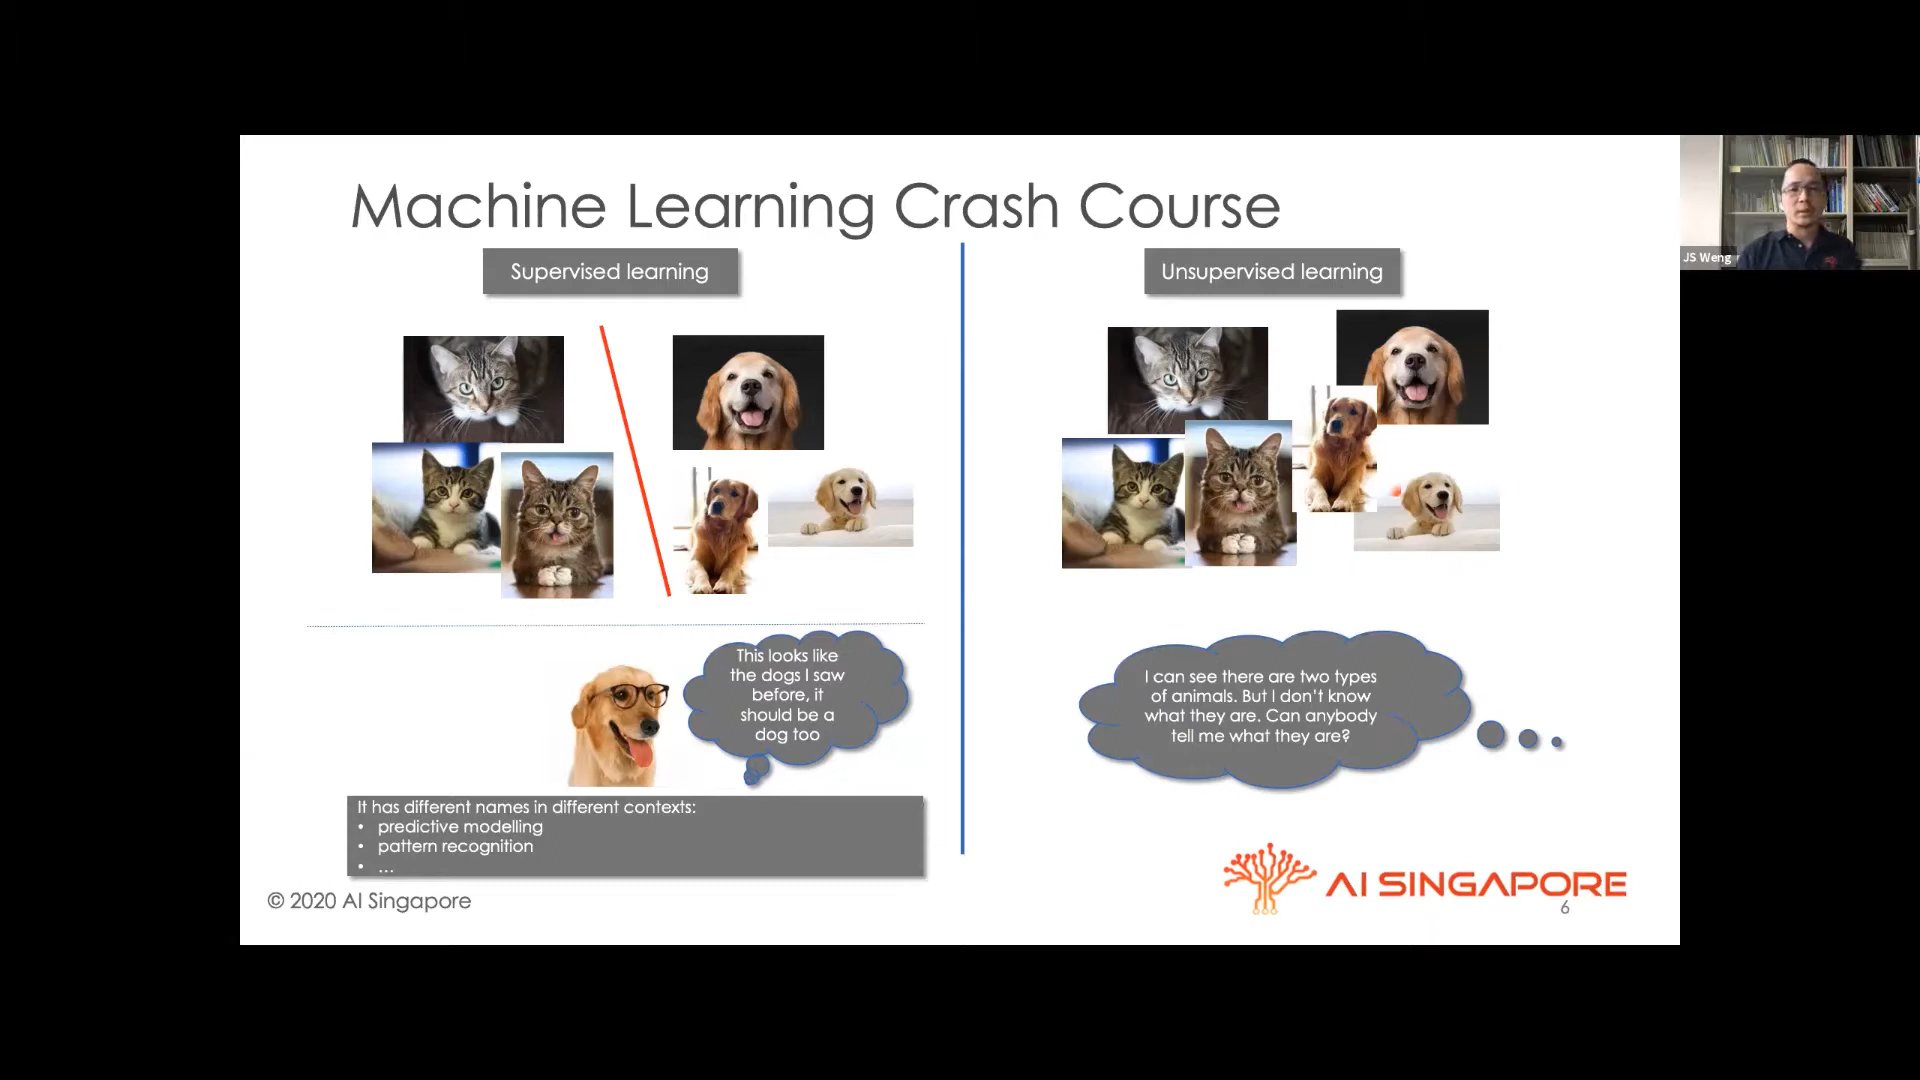 Machine Learning Crash Course
Supervised learning
This looks like
the dogs I saw
before, it
should be a
dog too
It has different names in different contexts:
• predictive modelling
• pattern recognition
• ...
Unsupervised learning
I can see there are two types
of animals. But I don't know
what they are. Can anybody
tell me what they are?
© 2020 AI Singapore
AI SINGAPORE
6
JS Weng